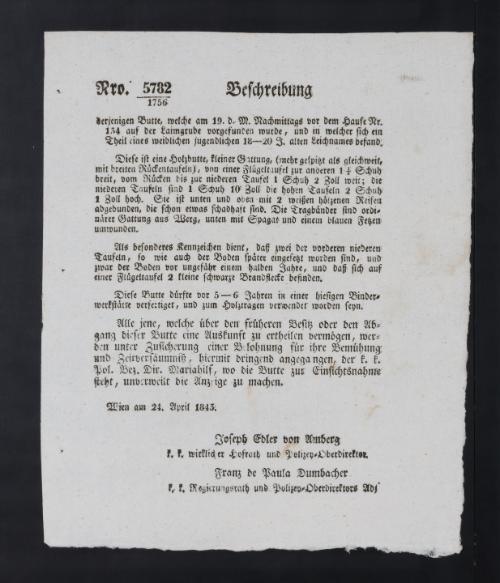 Nro. 5782/1756 Beschreibung
derjenigen Butte, welche am 19. d. M. Nachmittags vor dem Hause Nr.
154 auf der Laimgrube vorgefunden wurde, und in welcher sich ein
Theil eines weiblichen jugendlichen 18—20 J. alten Leichnames befand.
Diese ist eine Holzbutte, kleiner Gattung, (mehr gespitzt als gleichweit,
mit breiten Rückentaufeln), von einer Flügeltaufel zur anderen 1 ½ Schuh
breit, vom Rücken bis zur niederen Taufel 1 Schuh 2 Zoll weit; die
niederen Taufeln sind 1 Schuh 10 Zoll die hohen Taufeln 2 Schuh
1 Zoll hoch. Sie ist unten und oben mit 2 weißen hölzenen Reifen
abgebunden, die schon etwas schadhaft sind. Die Tragbänder sind ordi-
närer Gattung aus Werg, unten mit Spagat und einem blauen Fetzen
umwunden.
Als besonderes Kennzeichen dient, daß zwei der vorderen niederen
Taufeln, so wie auch der Boden später eingesetzt worden sind, und
zwar der Boden vor ungefähr einem halben Jahre, und daß sich auf
einer Flügeltaufel 2 kleine schwarze Brandflecke befinden.
Diese Butte dürfte vor 5—6 Jahren in einer hiesigen Binder-
werkstätte verfertiget, und zum Holztragen verwendet worden seyn.
Alle jene, welche über den früheren Besitz oder den Ab-
gang dieser Butte eine Auskunft zu ertheilen vermögen, wer-
den unter Zusicherung einer Belohnung für ihre Bemühung
und Zeitversäumniß, hiermit dringend angegangen, der k. k.
Pol. Bez. Dir. Mariahilf, wo die Butte zur Einsichtsnahme
steht, unverweilt die Anzeige zu machen.
Wien am 24. April 1843.
Joseph Edler von Amberg
k. k. wirklicher Hofrath und Polizey-Oberdirektor.
Franz de Paula Dumbacher
k. k. Regierungsrath und Polizey-Oberdirektors Adj